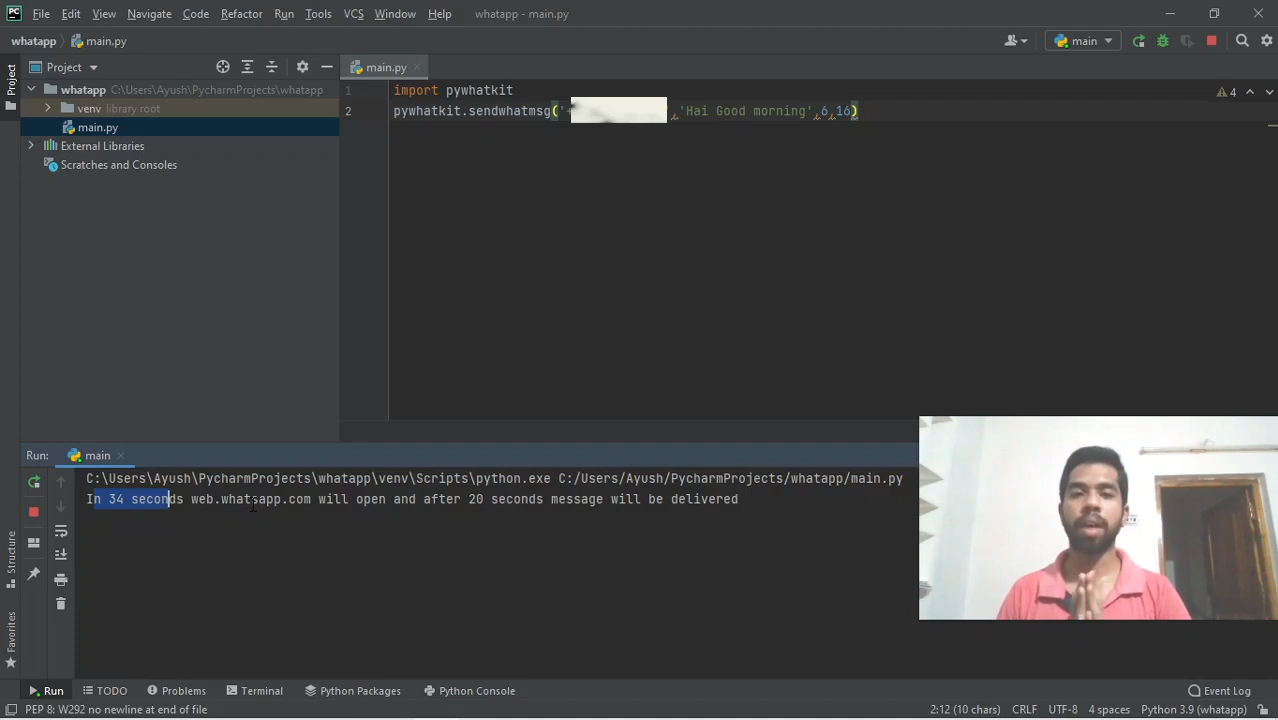 PC File Edit View Navigate Code Refactor Run Tools VCS Window Help whatapp - main.py
whatapp main.py main
Project
Project main.py
whatapp C:\Users\Ayush\PycharmProjects\whatapp
venv library root
main.py
External Libraries
Scratches and Consoles
1 import pywhatkit
2 pywhatkit.sendwhatmsg('+ ','Hai Good morning',6,16)
4
Run: main
C:\Users\Ayush\PycharmProjects\whatapp\venv\Scripts\python.exe C:/Users/Ayush/PycharmProjects/whatapp/main.py
In 34 seconds web.whatsapp.com will open and after 20 seconds message will be delivered
Structure
Favorites
Run TODO Problems Terminal Python Packages Python Console Event Log
PEP 8: W292 no newline at end of file 2:12 (10 chars) CRLF UTF-8 4 spaces Python 3.9 (whatapp)